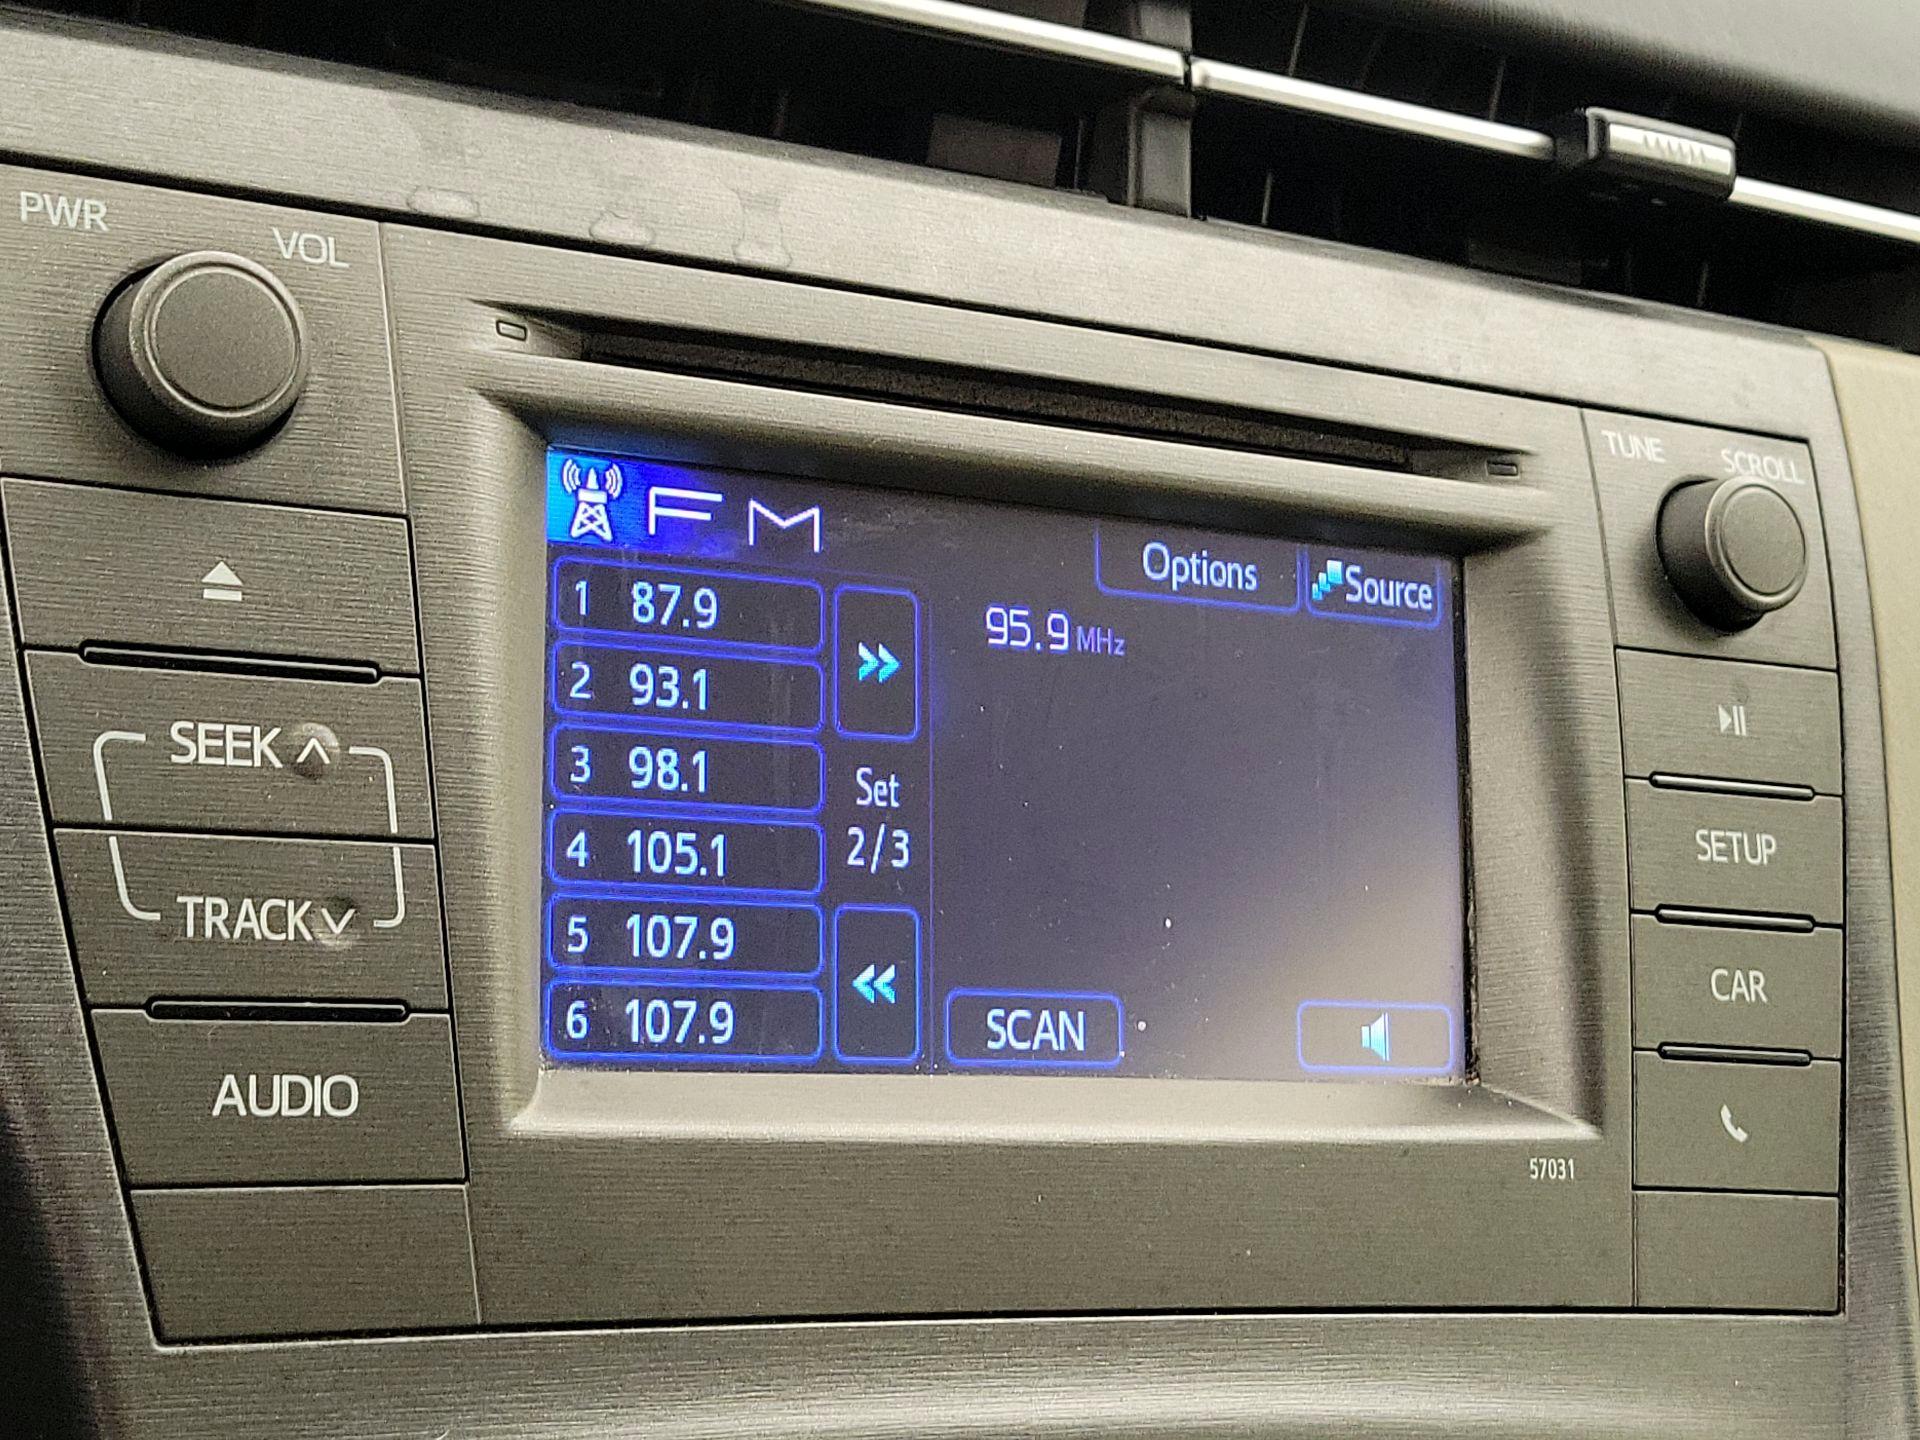 PWR
VOL
TUNE
SCROLL
FM
Options
Source
1 87.9
95.9 MHz
2 93.1
3 98.1
Set
2/3
4 105.1
5 107.9
6 107.9
SCAN
SEEK
TRACK
AUDIO
SETUP
CAR
57031